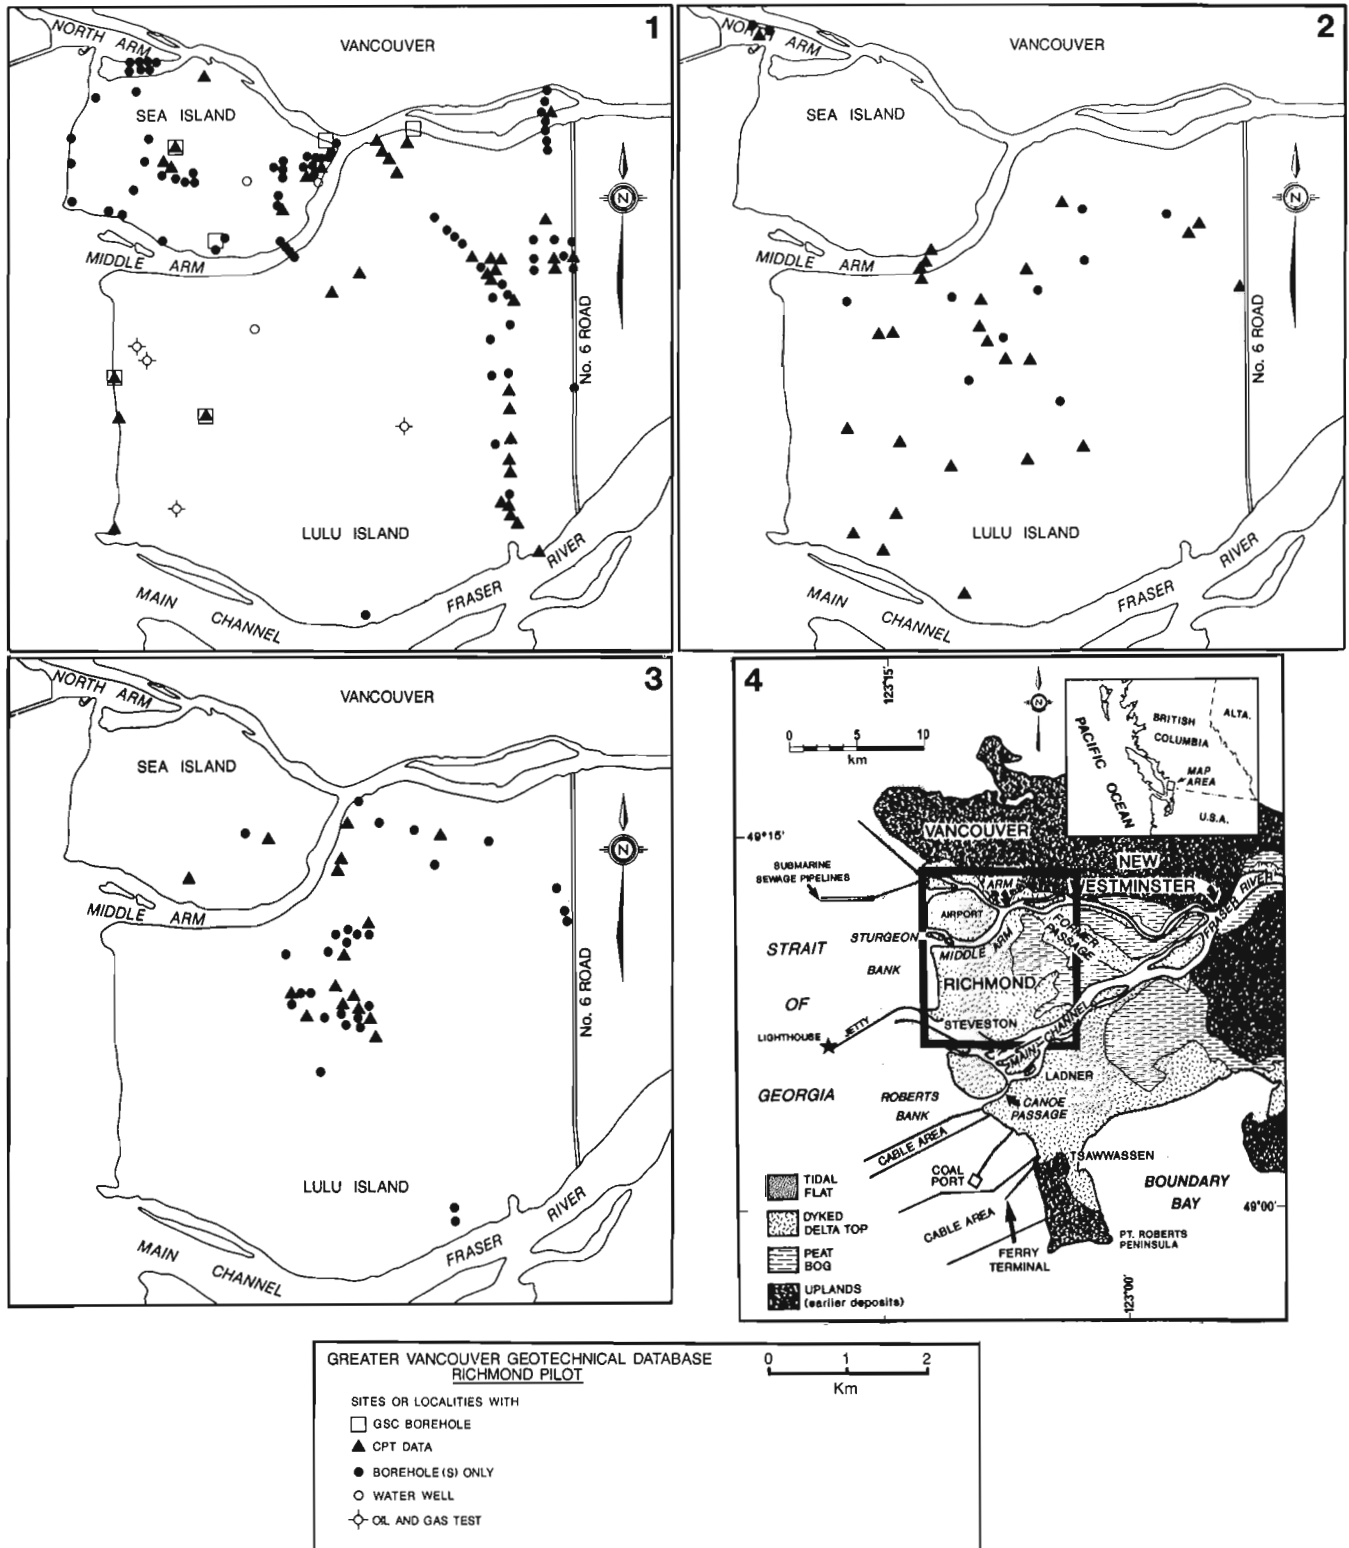 1
NORTH ARM
VANCOUVER
SEA ISLAND
MIDDLE ARM
No. 6 ROAD
N
LULU ISLAND
MAIN CHANNEL
FRASER RIVER
2
NORTH ARM
VANCOUVER
SEA ISLAND
MIDDLE ARM
No. 6 ROAD
N
LULU ISLAND
MAIN CHANNEL
FRASER RIVER
3
NORTH ARM
VANCOUVER
SEA ISLAND
MIDDLE ARM
No. 6 ROAD
N
LULU ISLAND
MAIN CHANNEL
FRASER RIVER
4
123°15'
N
0 5 10
km
PACIFIC OCEAN
BRITISH
COLUMBIA
ALTA.
MAP
AREA
U.S.A.
49°15'
VANCOUVER
NEW
WESTMINSTER
SUBMARINE
SEWAGE PIPELINES
ARM
AIRPORT
FORMER
PASSAGE
FRASER RIVER
STRAIT
OF
GEORGIA
STURGEON
BANK
MIDDLE ARM
RICHMOND
STEVESTON
LIGHTHOUSE
JETTY
MAIN CHANNEL
LADNER
ROBERTS
BANK
CANOE
PASSAGE
CABLE AREA
COAL
PORT
TSAWWASSEN
BOUNDARY
BAY
49°00'
CABLE AREA
FERRY
TERMINAL
PT. ROBERTS
PENINSULA
123°00'
TIDAL
FLAT
DYKED
DELTA TOP
PEAT
BOG
UPLANDS
(earlier deposits)
GREATER VANCOUVER GEOTECHNICAL DATABASE
RICHMOND PILOT
0 1 2
Km
SITES OR LOCALITIES WITH
GSC BOREHOLE
CPT DATA
BOREHOLE(S) ONLY
WATER WELL
OIL AND GAS TEST